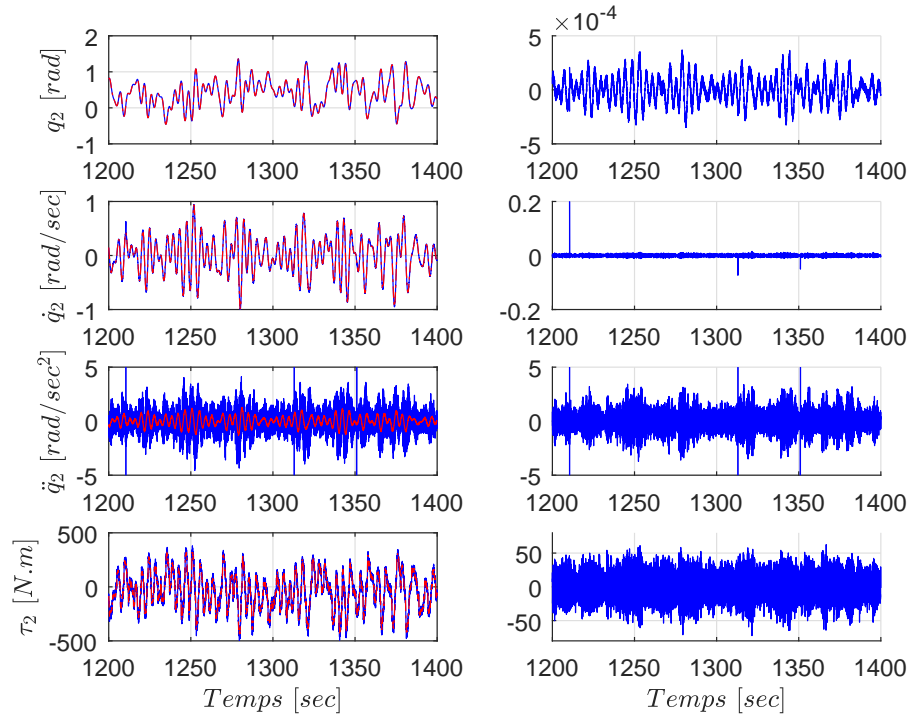 ×10^-4
2 5
q₂ [rad] 1 0 -1 0 -5
1200 1250 1300 1350 1400 1200 1250 1300 1350 1400
1 0.2
q̇₂ [rad/sec] 0 0
-1 -0.2
1200 1250 1300 1350 1400 1200 1250 1300 1350 1400
5 5
q̈₂ [rad/sec²] 0 0
-5 -5
1200 1250 1300 1350 1400 1200 1250 1300 1350 1400
500 50
τ₂ [N.m] 0 0
-500 -50
1200 1250 1300 1350 1400 1200 1250 1300 1350 1400
Temps [sec] Temps [sec]